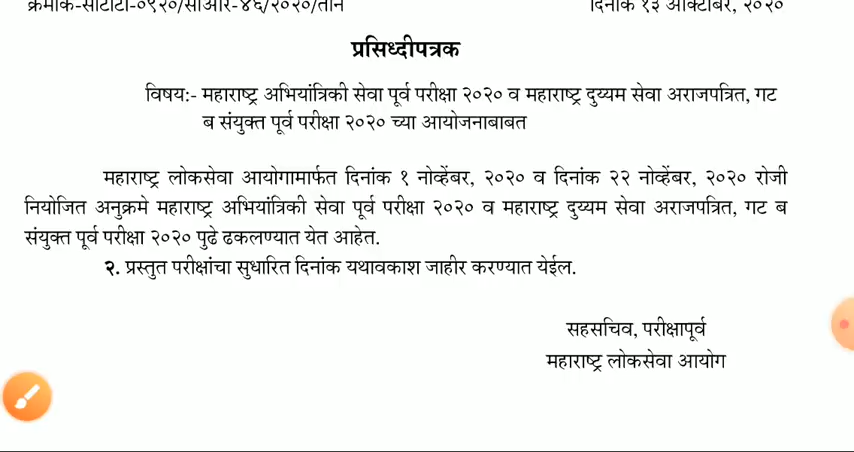 क्रमांक-सीटीटी-०९२०/सीआर-४६/२०२०/तीन दिनांक १३ ऑक्टोबर, २०२०
प्रसिध्दीपत्रक
विषय:- महाराष्ट्र अभियांत्रिकी सेवा पूर्व परीक्षा २०२० व महाराष्ट्र दुय्यम सेवा अराजपत्रित, गट
ब संयुक्त पूर्व परीक्षा २०२० च्या आयोजनाबाबत
महाराष्ट्र लोकसेवा आयोगामार्फत दिनांक १ नोव्हेंबर, २०२० व दिनांक २२ नोव्हेंबर, २०२० रोजी
नियोजित अनुक्रमे महाराष्ट्र अभियांत्रिकी सेवा पूर्व परीक्षा २०२० व महाराष्ट्र दुय्यम सेवा अराजपत्रित, गट ब
संयुक्त पूर्व परीक्षा २०२० पुढे ढकलण्यात येत आहेत.
२. प्रस्तुत परीक्षांचा सुधारित दिनांक यथावकाश जाहीर करण्यात येईल.
सहसचिव, परीक्षापूर्व
महाराष्ट्र लोकसेवा आयोग